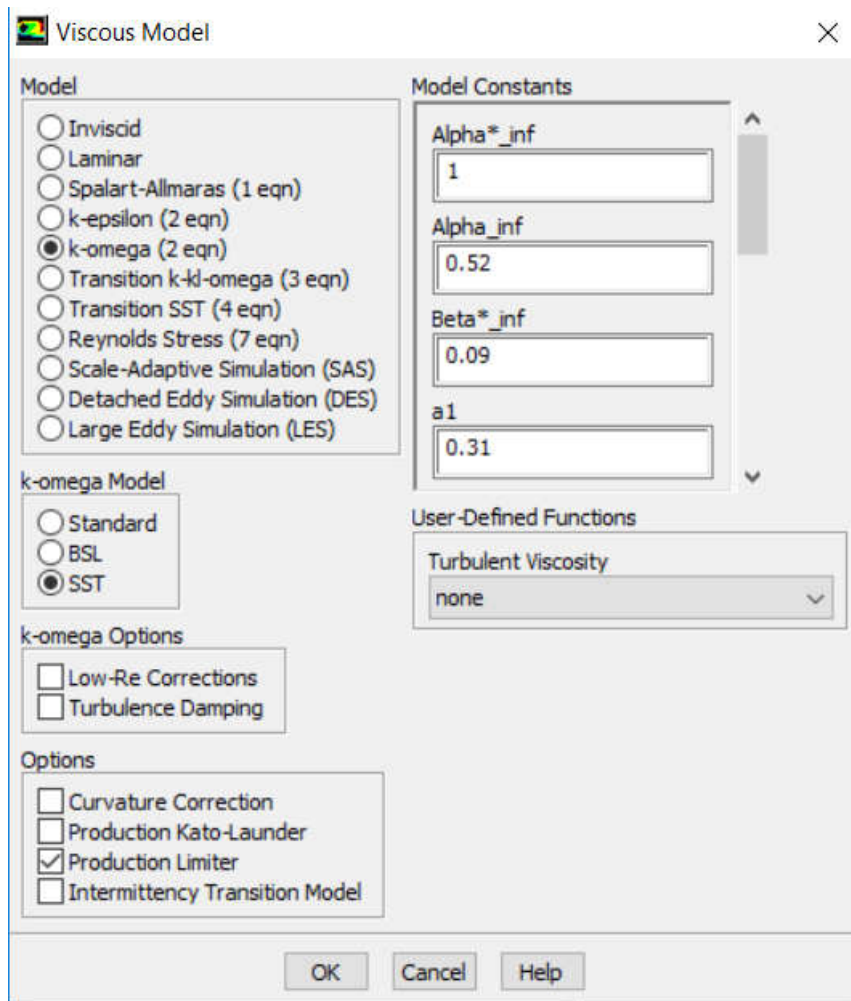 Viscous Model
Model
Inviscid
Laminar
Spalart-Allmaras (1 eqn)
k-epsilon (2 eqn)
k-omega (2 eqn)
Transition k-kl-omega (3 eqn)
Transition SST (4 eqn)
Reynolds Stress (7 eqn)
Scale-Adaptive Simulation (SAS)
Detached Eddy Simulation (DES)
Large Eddy Simulation (LES)
k-omega Model
Standard
BSL
SST
k-omega Options
Low-Re Corrections
Turbulence Damping
Options
Curvature Correction
Production Kato-Launder
Production Limiter
Intermittency Transition Model
Model Constants
Alpha*_inf
1
Alpha_inf
0.52
Beta*_inf
0.09
a1
0.31
User-Defined Functions
Turbulent Viscosity
none
OK
Cancel
Help